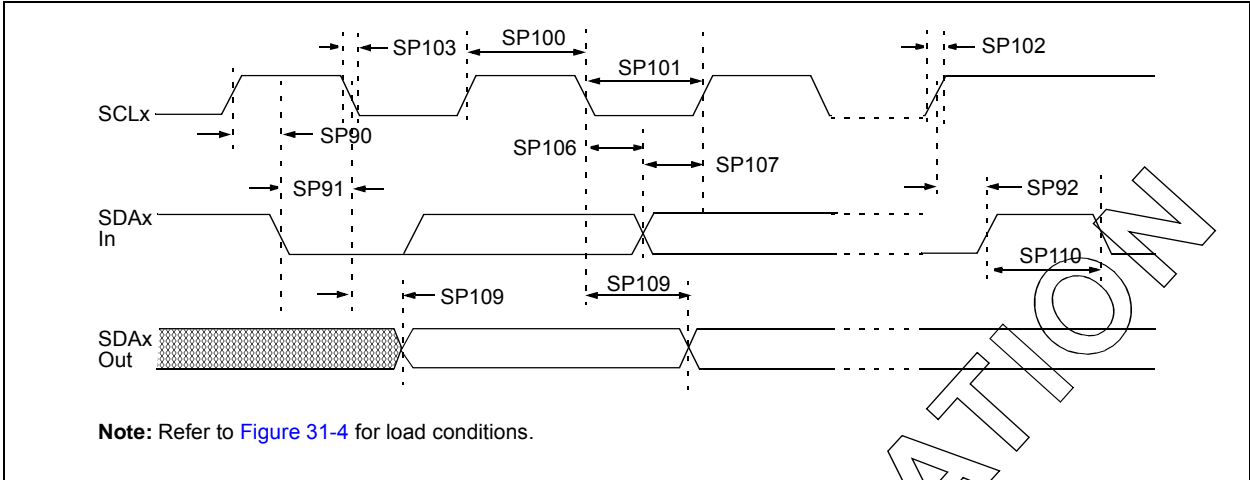 SP103
SP100
SP101
SP102
SCLx
SP90
SP106
SP107
SP91
SP92
SDAx
In
SP110
SP109
SP109
SDAx
Out
Note: Refer to Figure 31-4 for load conditions.
ATION